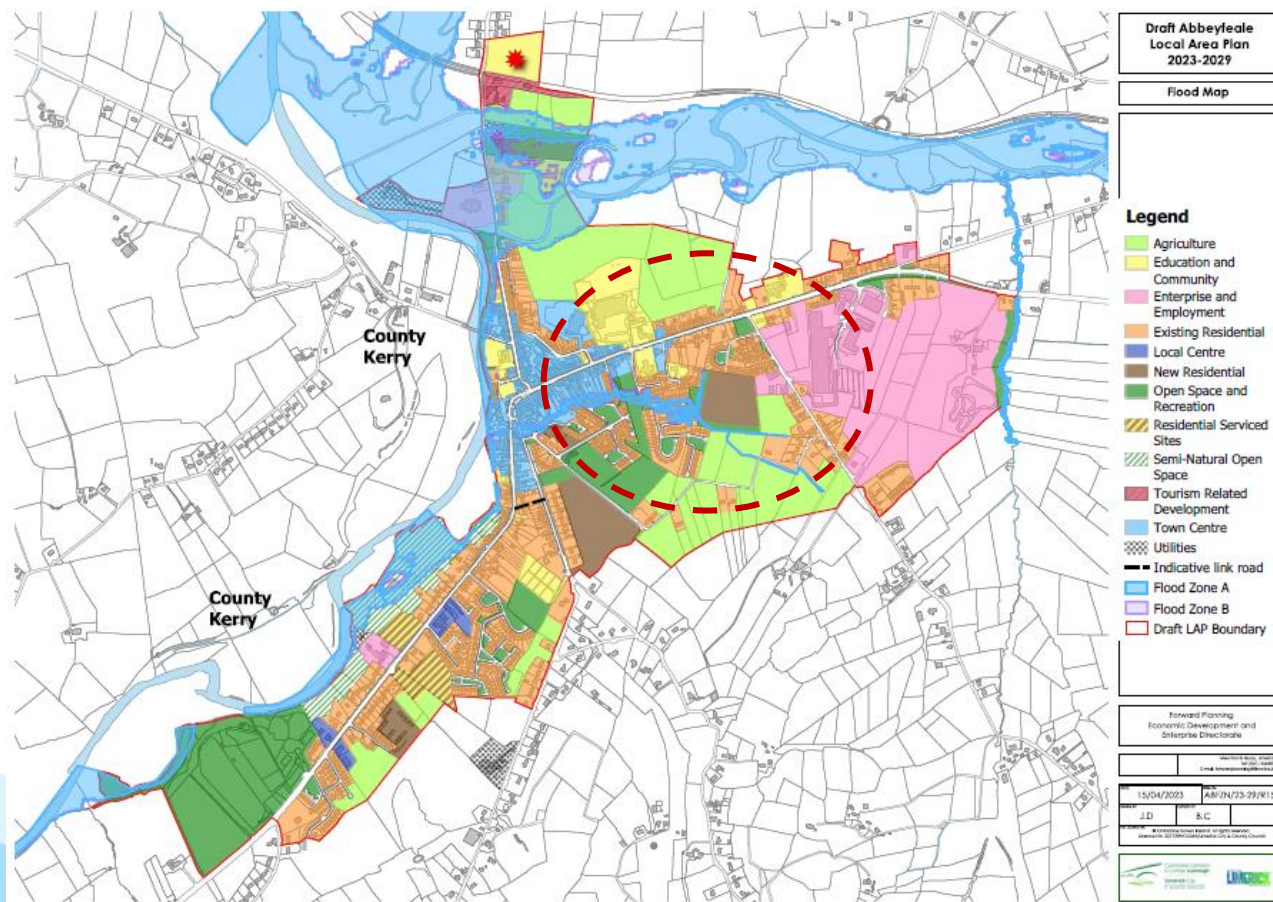 Draft Abbeyfeale
Local Area Plan
2023-2029
Flood Map
County
Kerry
County
Kerry
Legend
Agriculture
Education and
Community
Enterprise and
Employment
Existing Residential
Local Centre
New Residential
Open Space and
Recreation
Residential Serviced
Sites
Semi-Natural Open
Space
Tourism Related
Development
Town Centre
Utilities
Indicative link road
Flood Zone A
Flood Zone B
Draft LAP Boundary
Forward Planning
Economic Development and
Enterprise Directorate
15/04/2023
J.D
B.C
LIMERICK